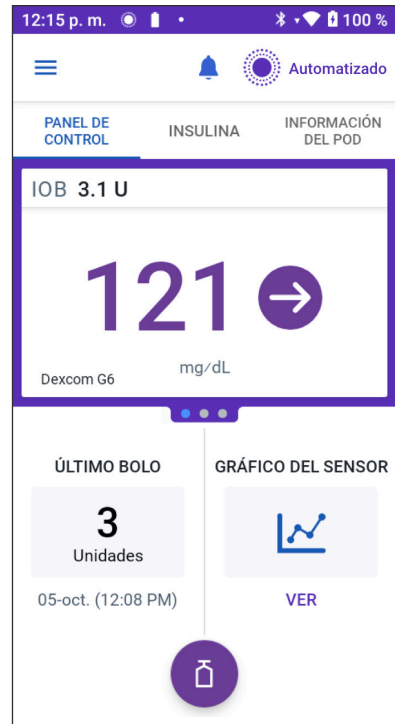 12:15 p. m. 100 %
Automatizado
PANEL DE
CONTROL
INSULINA
INFORMACIÓN
DEL POD
IOB 3.1 U
121
mg/dL
Dexcom G6
ÚLTIMO BOLO
3
Unidades
05-oct. (12:08 PM)
GRÁFICO DEL SENSOR
VER